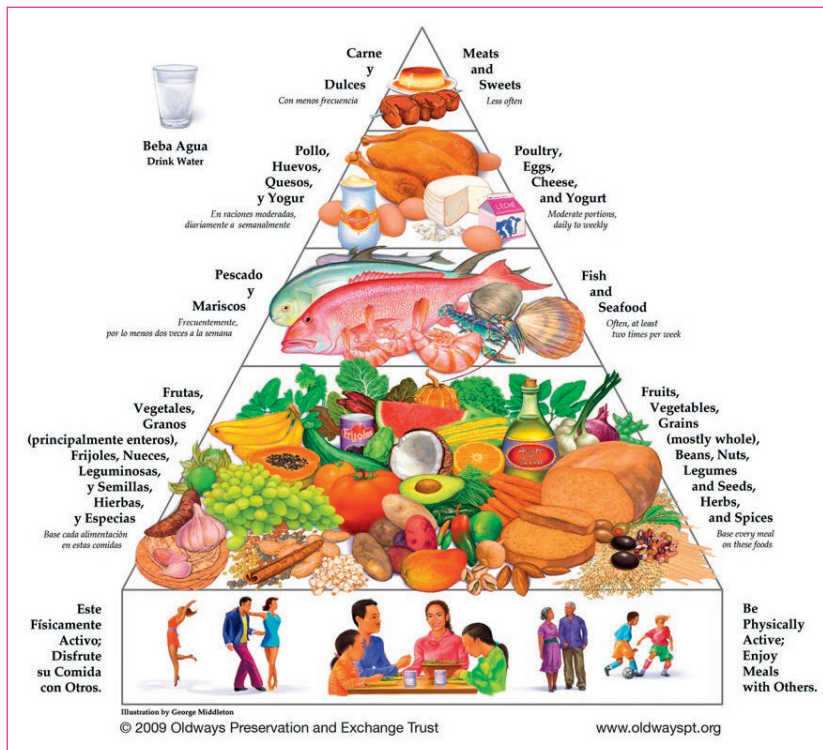 Carne
y
Dulces
Con menos frecuencia
Meats
and
Sweets
Less often
Beba Agua
Drink Water
Pollo,
Huevos,
Quesos,
y Yogur
En raciones moderadas,
diariamente a semanalmente
Poultry,
Eggs,
Cheese,
and Yogurt
Moderate portions,
daily to weekly
LECHE
Pescado
y
Mariscos
Frecuentemente,
por lo menos dos veces a la semana
Fish
and
Seafood
Often, at least
two times per week
Frutas,
Vegetales,
Granos
(principalmente enteros),
Frijoles, Nueces,
Leguminosas,
y Semillas,
Hierbas,
y Especias
Base cada alimentación
en estas comidas
Frijoles
Fruits,
Vegetables,
Grains
(mostly whole),
Beans, Nuts,
Legumes
and Seeds,
Herbs,
and Spices
Base every meal
on these foods
Este
Físicamente
Activo;
Disfrute
su Comida
con Otros.
Be
Physically
Active;
Enjoy
Meals
with Others.
Illustration by George Middleton
© 2009 Oldways Preservation and Exchange Trust
www.oldwayspt.org